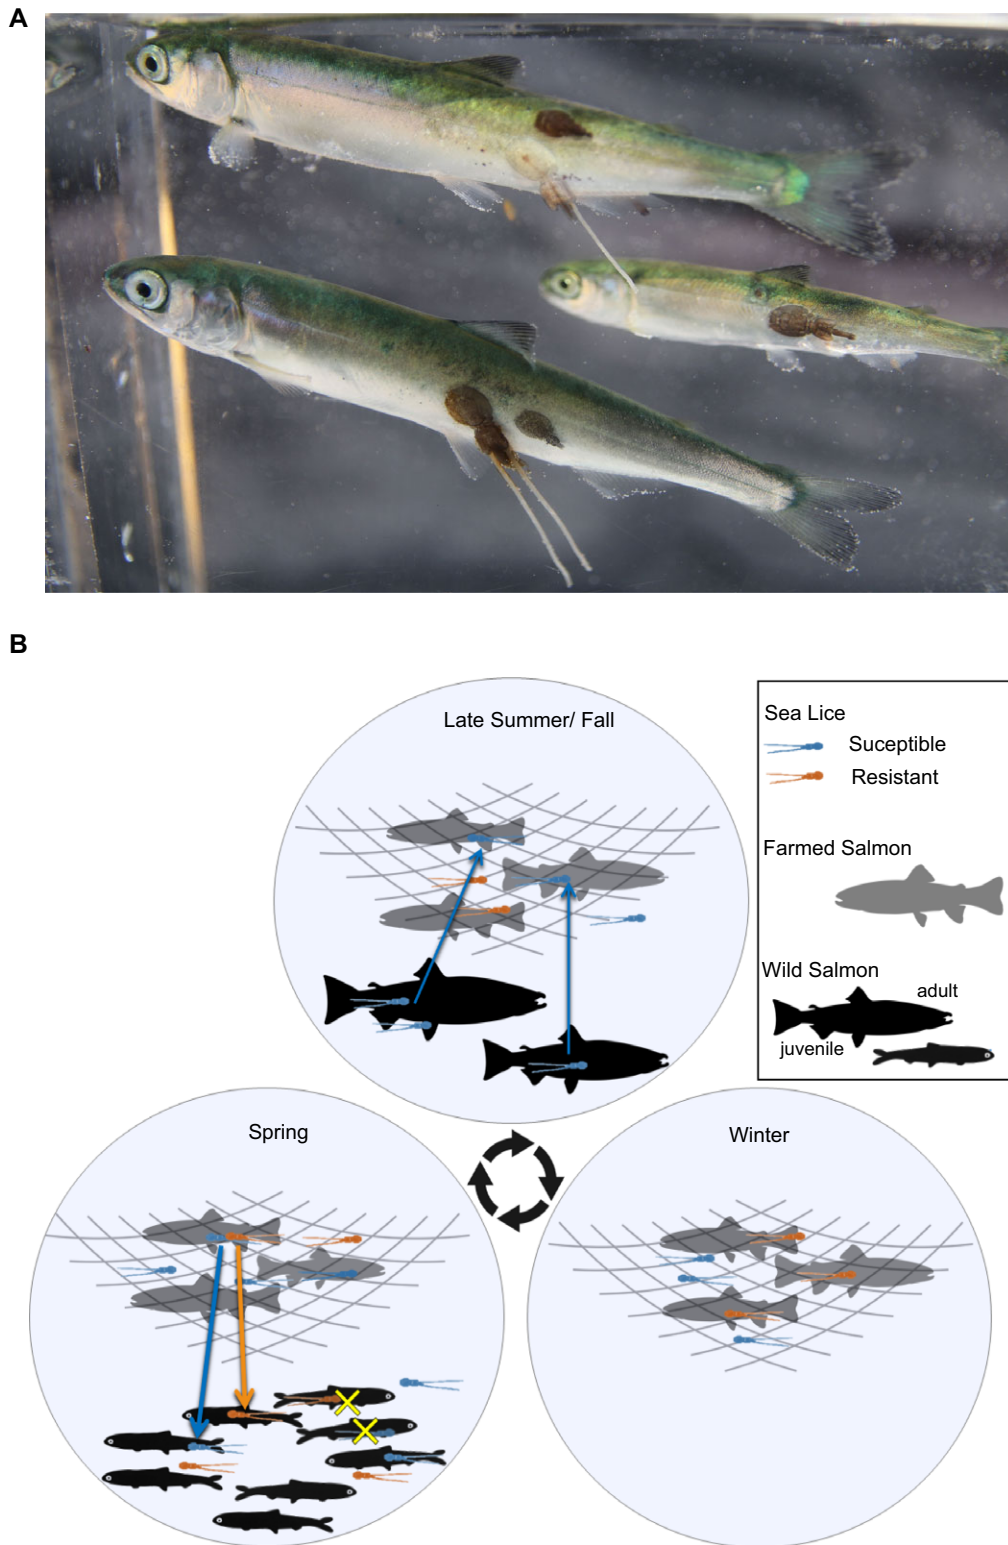 A
B
Late Summer/ Fall
Sea Lice
Suceptible
Resistant
Farmed Salmon
Wild Salmon
adult
juvenile
Spring
Winter